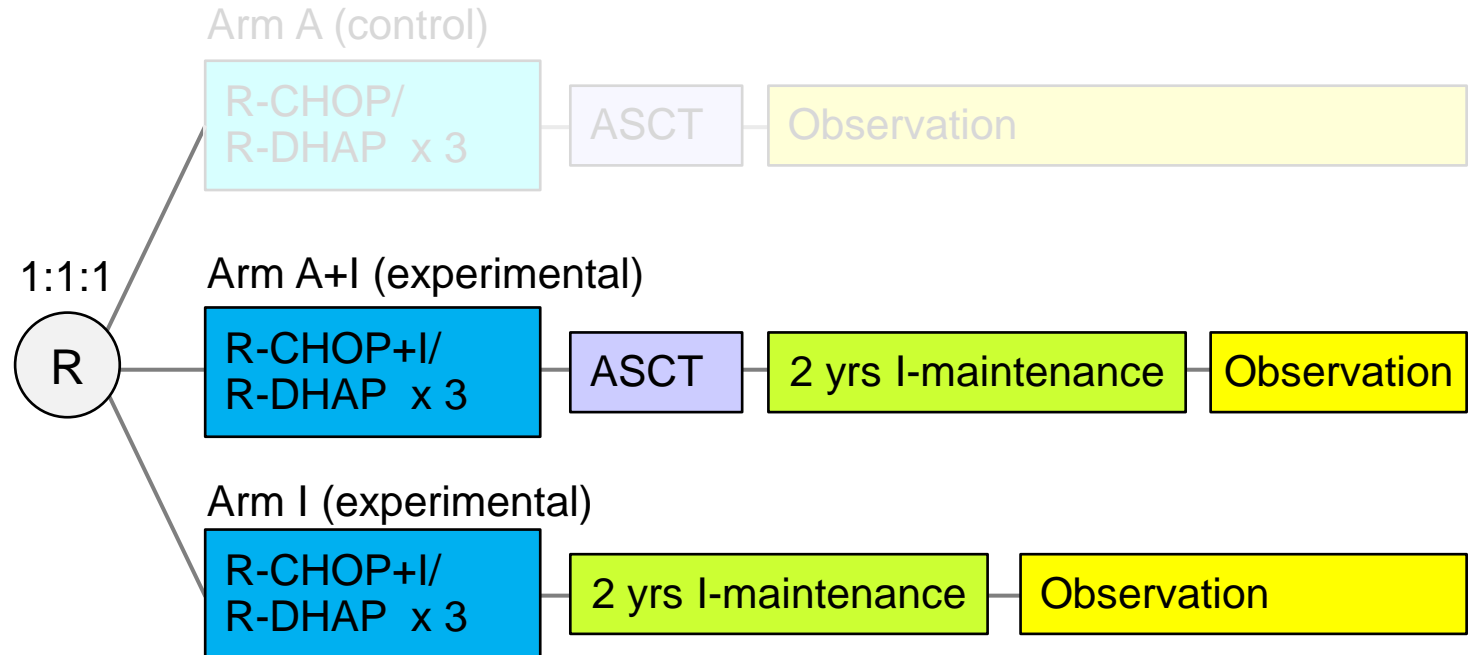 Arm A (control)
R-CHOP/
R-DHAP x 3
ASCT
Observation
1:1:1
R
Arm A+I (experimental)
R-CHOP+I/
R-DHAP x 3
ASCT
2 yrs I-maintenance
Observation
Arm I (experimental)
R-CHOP+I/
R-DHAP x 3
2 yrs I-maintenance
Observation